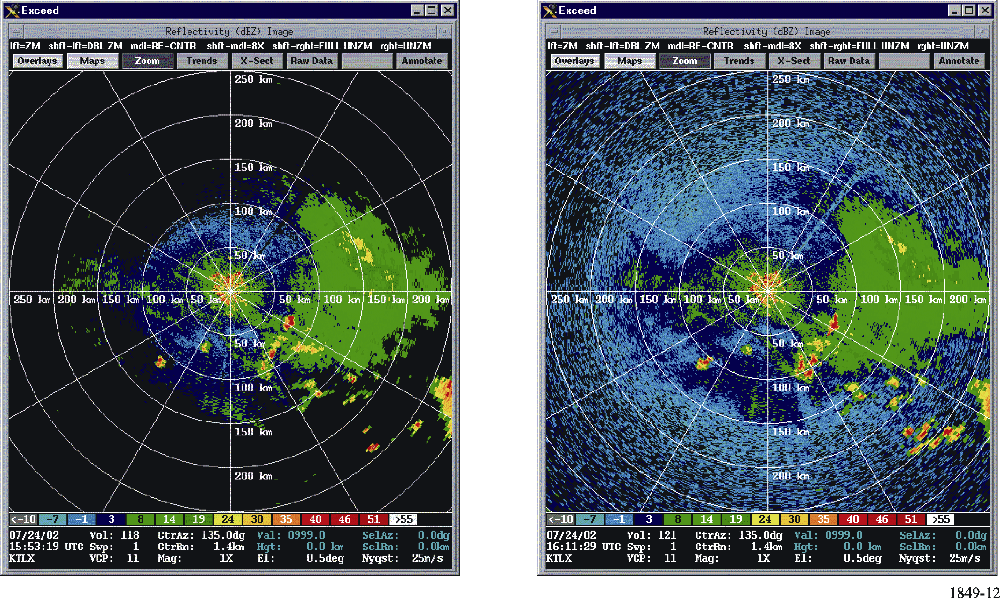 Exceed
Reflectivity (dBZ) Image
lft=ZM shft-lft=DBL ZM mdl=RE-CNTR shft-mdl=8X shft-rght=FULL UNZM rght=UNZM
Overlays Maps Zoom Trends X-Sect Raw Data Annotate
250 km
200 km
150 km
100 km
50 km
250 km 200 km 150 km 100 km 50 km 50 km 100 km 150 km 200 km
50 km
100 km
150 km
200 km
<-10 -7 -1 3 8 14 19 24 30 35 40 46 51 >55
07/24/02 Vol: 118 CtrAz: 135.0dg Val: 0999.0 SelAz: 0.0dg
15:53:19 UTC Swp: 1 CtrRn: 1.4km Hgt: 0.0 km SelRn: 0.0km
KTLX VCP: 11 Mag: 1X El: 0.5deg Nyqst: 25m/s
Exceed
Reflectivity (dBZ) Image
lft=ZM shft-lft=DBL ZM mdl=RE-CNTR shft-mdl=8X shft-rght=FULL UNZM rght=UNZM
Overlays Maps Zoom Trends X-Sect Raw Data Annotate
250 km
200 km
150 km
100 km
50 km
250 km 200 km 150 km 100 km 50 km 50 km 100 km 150 km 200 km
50 km
100 km
150 km
200 km
<-10 -7 -1 3 8 14 19 24 30 35 40 46 51 >55
07/24/02 Vol: 121 CtrAz: 135.0dg Val: 0999.0 SelAz: 0.0dg
16:11:29 UTC Swp: 1 CtrRn: 1.4km Hgt: 0.0 km SelRn: 0.0km
KTLX VCP: 11 Mag: 1X El: 0.5deg Nyqst: 25m/s
1849-12